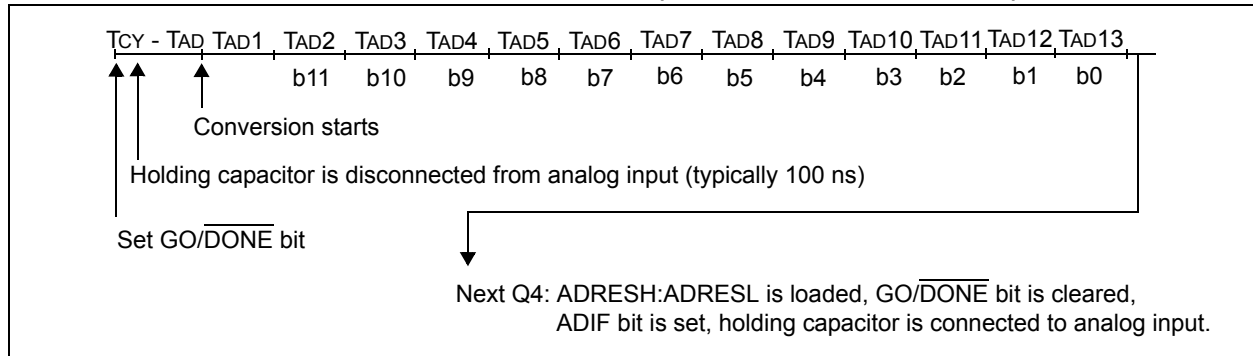 TCY - TAD TAD1 TAD2 TAD3 TAD4 TAD5 TAD6 TAD7 TAD8 TAD9 TAD10 TAD11 TAD12 TAD13
b11 b10 b9 b8 b7 b6 b5 b4 b3 b2 b1 b0
Conversion starts
Holding capacitor is disconnected from analog input (typically 100 ns)
Set GO/DONE bit
Next Q4: ADRESH:ADRESL is loaded, GO/DONE bit is cleared,
ADIF bit is set, holding capacitor is connected to analog input.